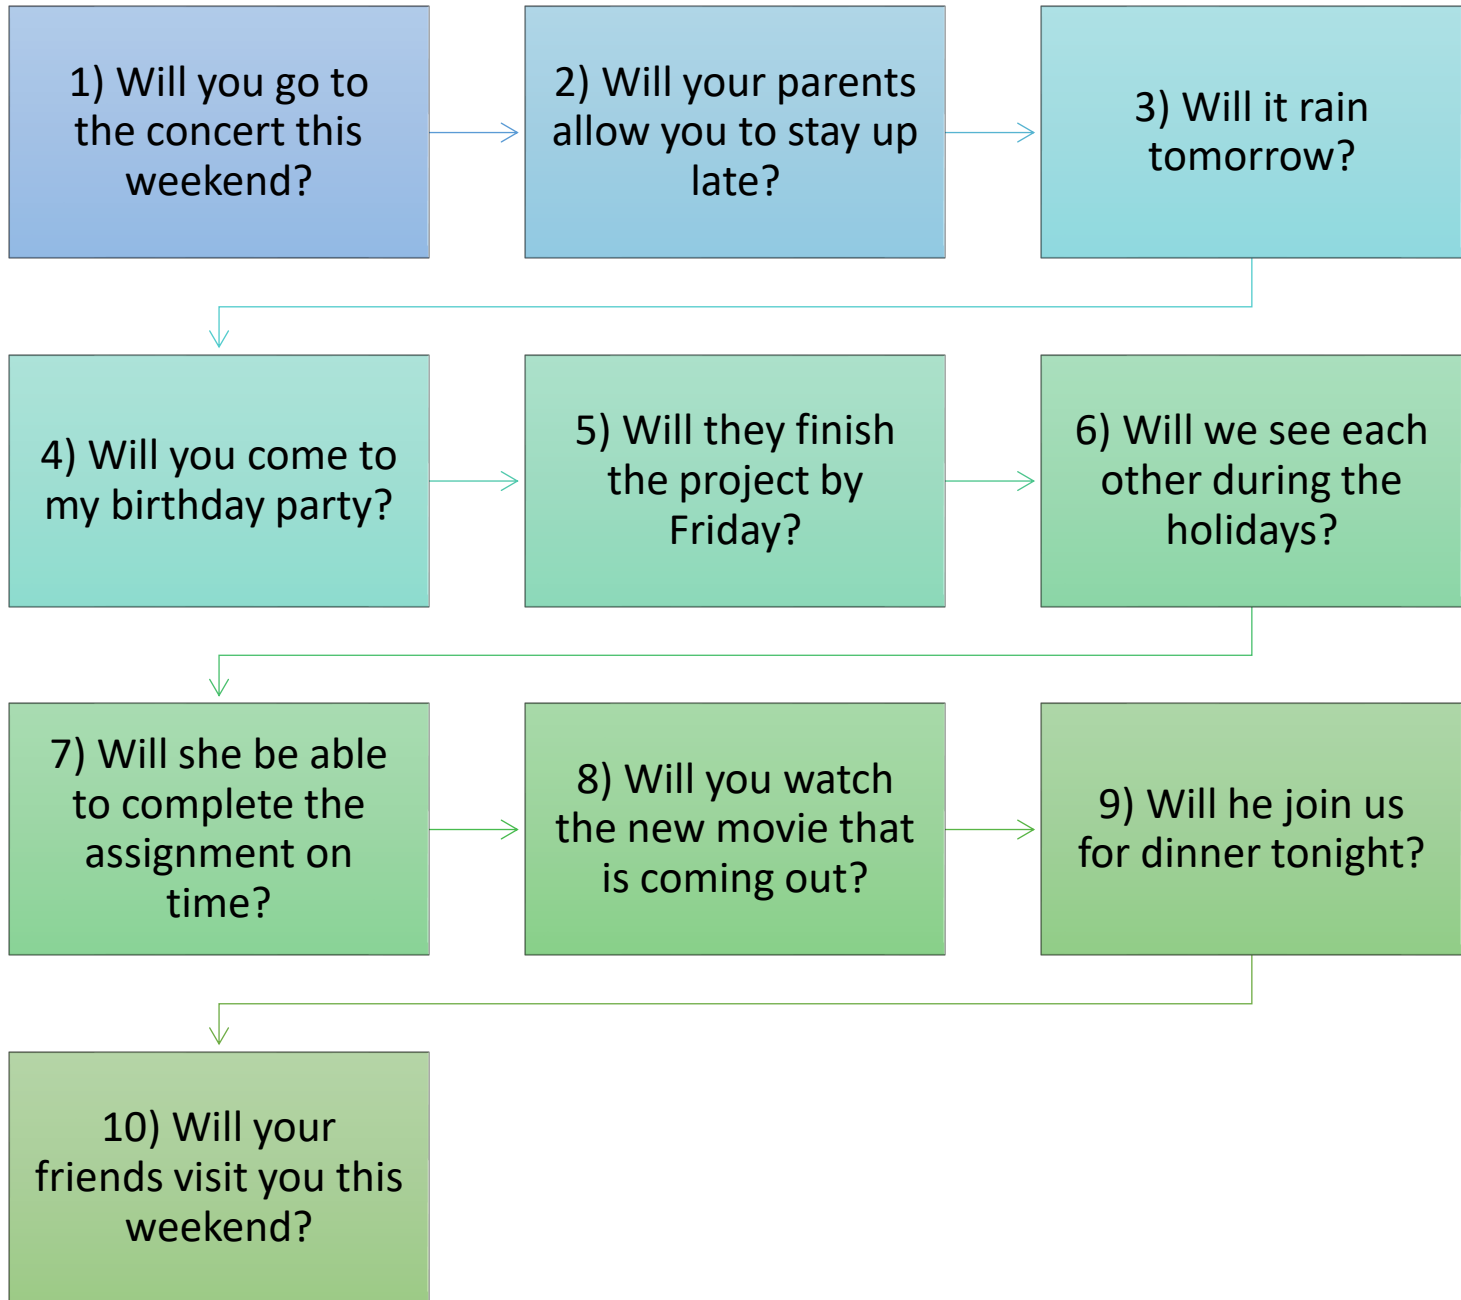 1) Will you go to
the concert this
weekend?
2) Will your parents
allow you to stay up
late?
3) Will it rain
tomorrow?
4) Will you come to
my birthday party?
5) Will they finish
the project by
Friday?
6) Will we see each
other during the
holidays?
7) Will she be able
to complete the
assignment on
time?
8) Will you watch
the new movie that
is coming out?
9) Will he join us
for dinner tonight?
10) Will your
friends visit you this
weekend?